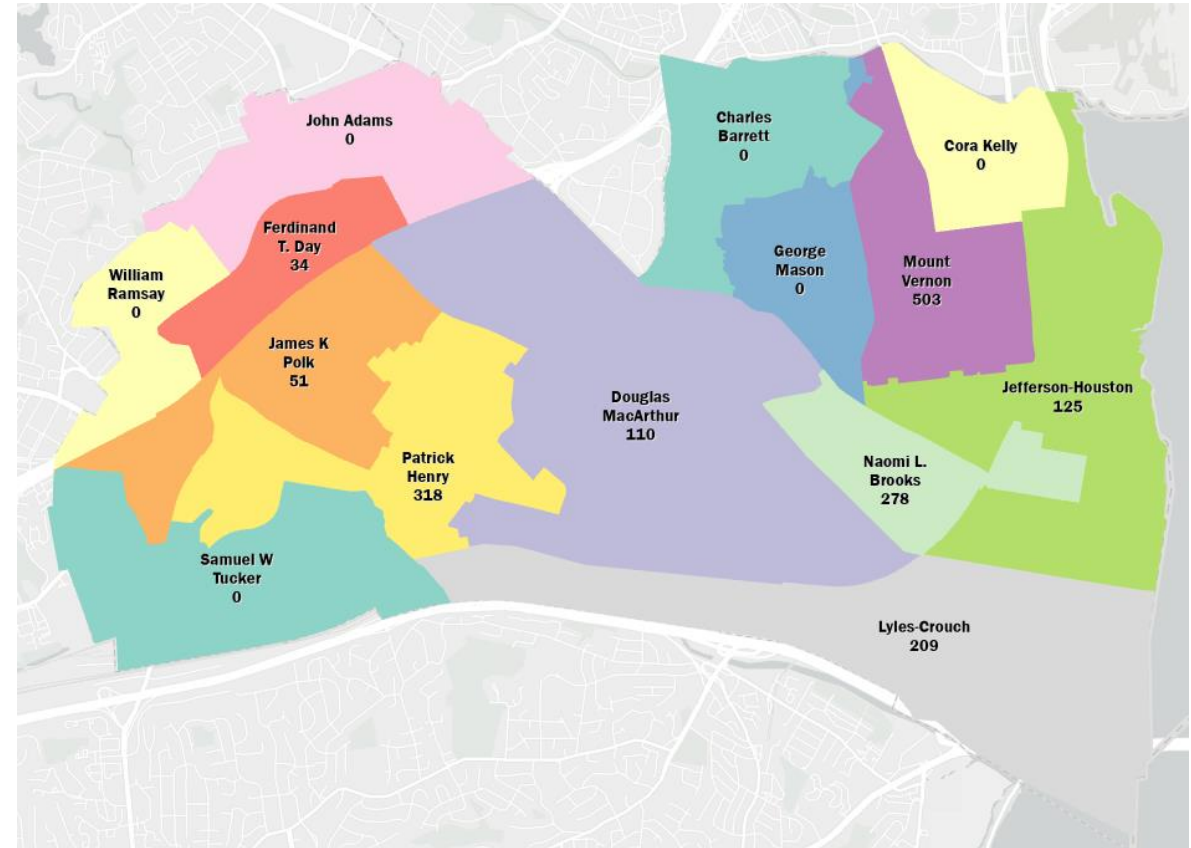 John Adams
0
Charles
Barrett
0
Cora Kelly
0
Ferdinand
T. Day
34
William
Ramsay
0
George
Mason
0
Mount
Vernon
503
James K
Polk
51
Jefferson-Houston
125
Douglas
MacArthur
110
Patrick
Henry
318
Naomi L.
Brooks
278
Samuel W
Tucker
0
Lyles-Crouch
209